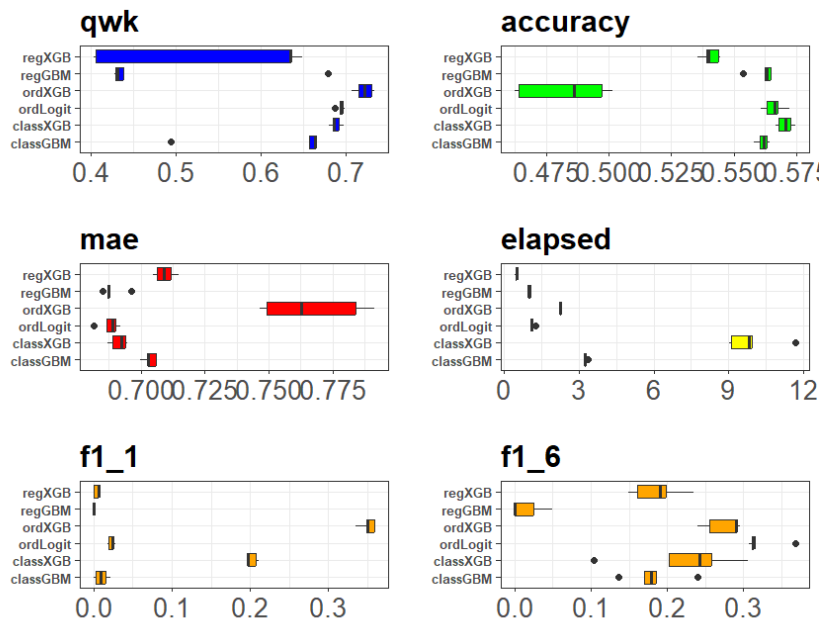 qwk
regXGB
regGBM
ordXGB
ordLogit
classXGB
classGBM
0.4 0.5 0.6 0.7
accuracy
regXGB
regGBM
ordXGB
ordLogit
classXGB
classGBM
0.475 0.500 0.525 0.550 0.575
mae
regXGB
regGBM
ordXGB
ordLogit
classXGB
classGBM
0.700 0.725 0.750 0.775
elapsed
regXGB
regGBM
ordXGB
ordLogit
classXGB
classGBM
0 3 6 9 12
f1_1
regXGB
regGBM
ordXGB
ordLogit
classXGB
classGBM
0.0 0.1 0.2 0.3
f1_6
regXGB
regGBM
ordXGB
ordLogit
classXGB
classGBM
0.0 0.1 0.2 0.3